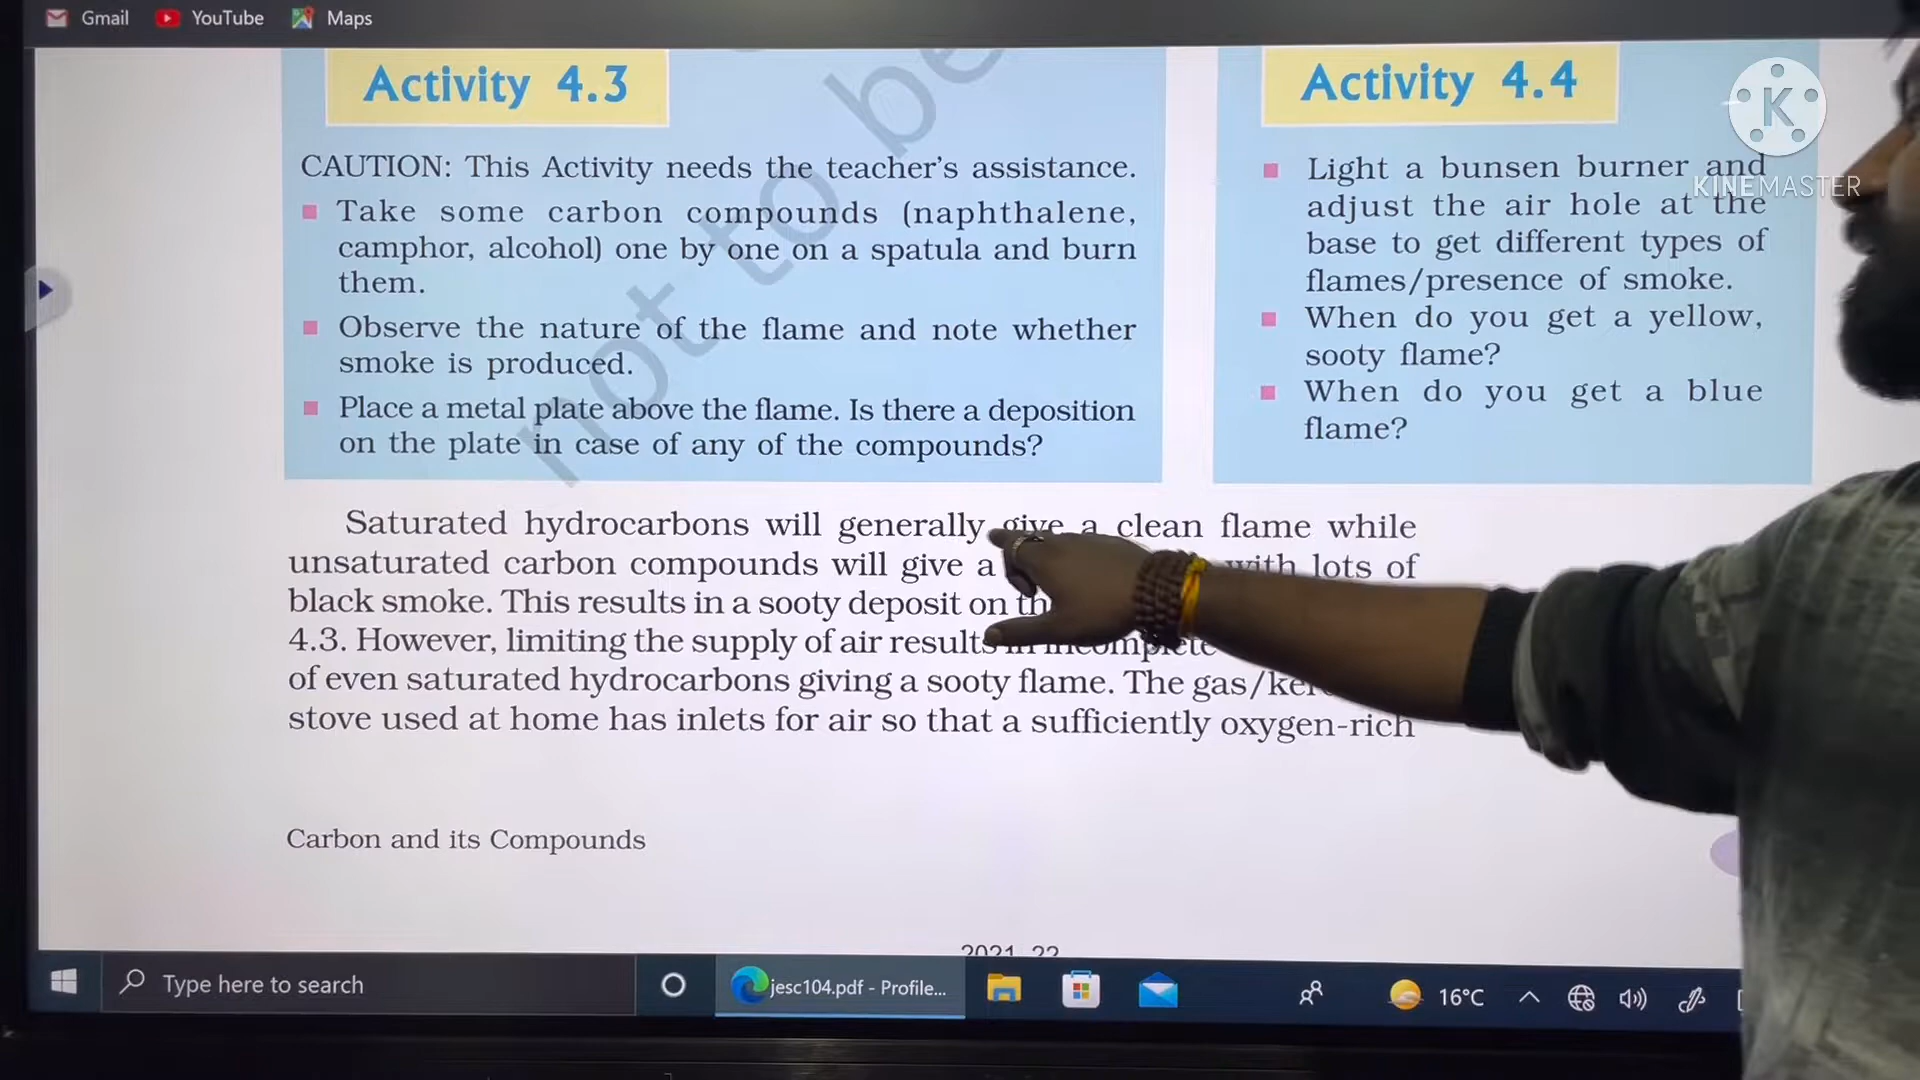 Gmail YouTube Maps
Activity 4.3
CAUTION: This Activity needs the teacher's assistance.
Take some carbon compounds (naphthalene,
camphor, alcohol) one by one on a spatula and burn
them.
Observe the nature of the flame and note whether
smoke is produced.
Place a metal plate above the flame. Is there a deposition
on the plate in case of any of the compounds?
not to be
Activity 4.4
Light a bunsen burner and
adjust the air hole at the
base to get different types of
flames/presence of smoke.
When do you get a yellow,
sooty flame?
When do you get a blue
flame?
K
KINEMASTER
Saturated hydrocarbons will generally give a clean flame while
unsaturated carbon compounds will give a with lots of
black smoke. This results in a sooty deposit on
4.3. However, limiting the supply of air results in incomplete
of even saturated hydrocarbons giving a sooty flame. The gas/
stove used at home has inlets for air so that a sufficiently oxygen-rich
Carbon and its Compounds
2021-22
Type here to search
jesc104.pdf - Profile...
16°C